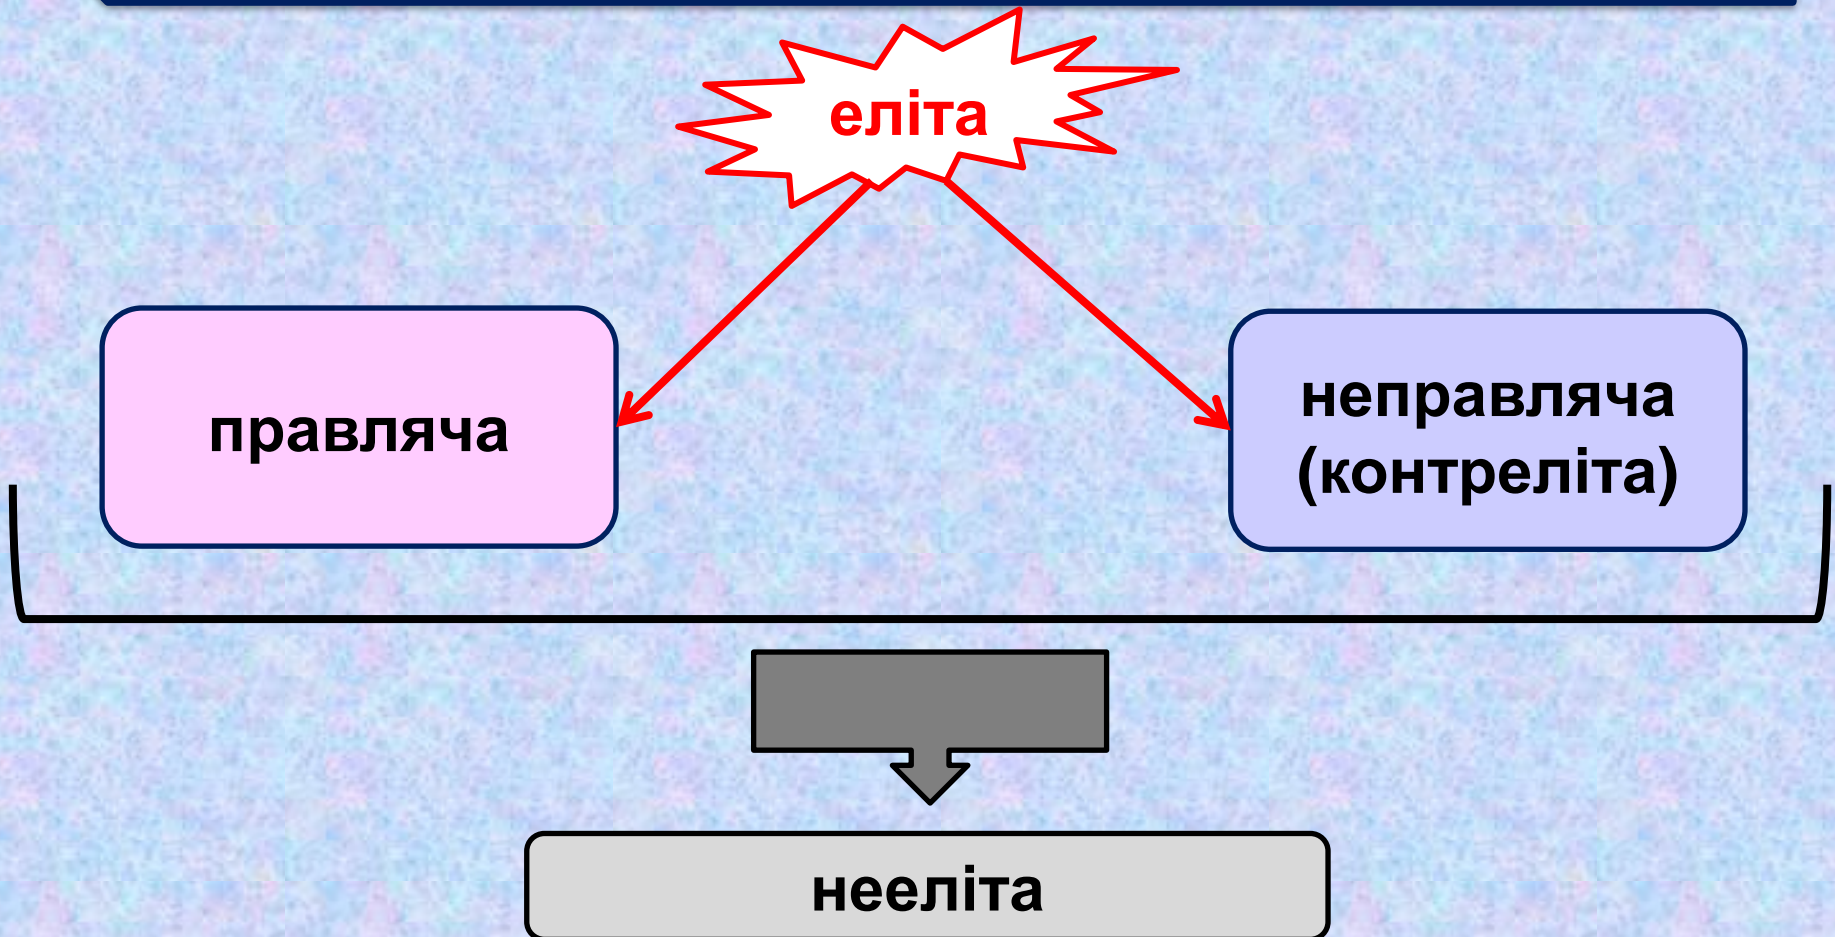 еліта
правляча
неправляча
(контреліта)
нееліта